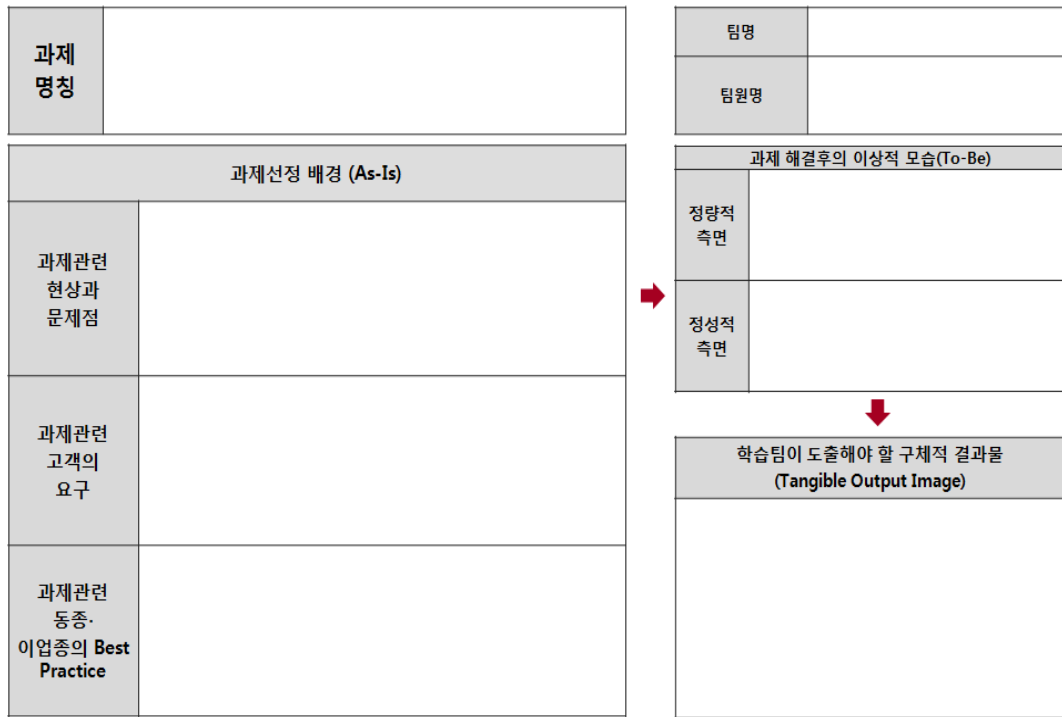 과제
명칭
팀명
팀원명
과제선정 배경 (As-Is)
과제관련
현상과
문제점
과제관련
고객의
요구
과제관련
동종·
이업종의 Best
Practice
과제 해결후의 이상적 모습(To-Be)
정량적
측면
정성적
측면
학습팀이 도출해야 할 구체적 결과물
(Tangible Output Image)